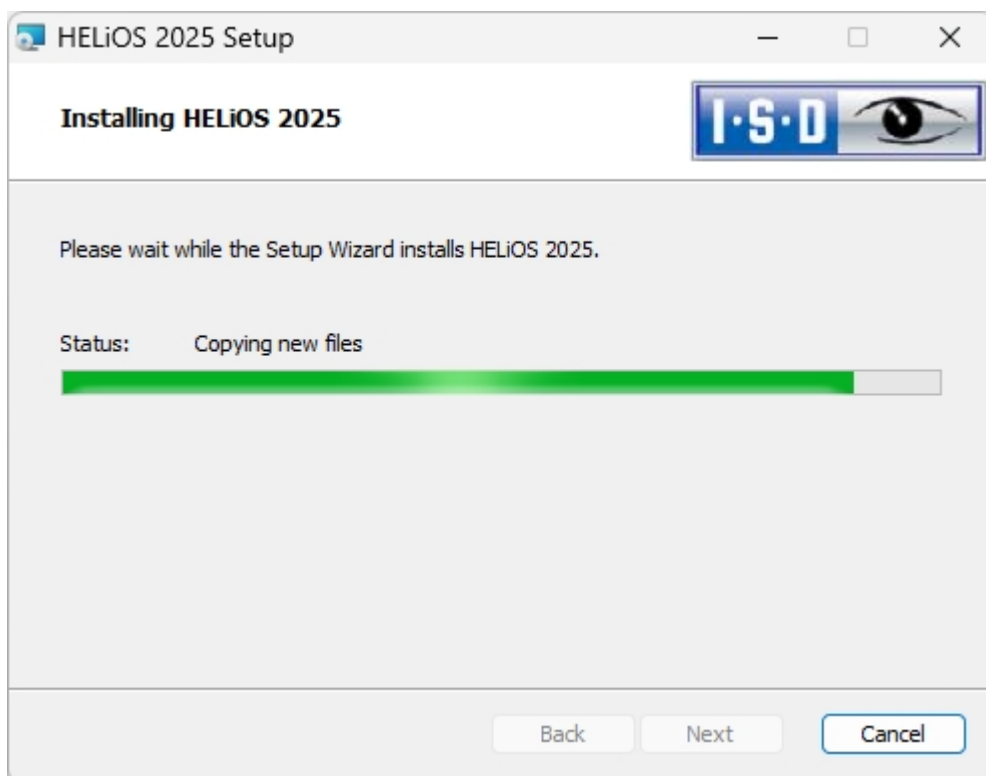 HELiOS 2025 Setup
Installing HELiOS 2025
I·S·D
Please wait while the Setup Wizard installs HELiOS 2025.
Status: Copying new files
Back Next Cancel